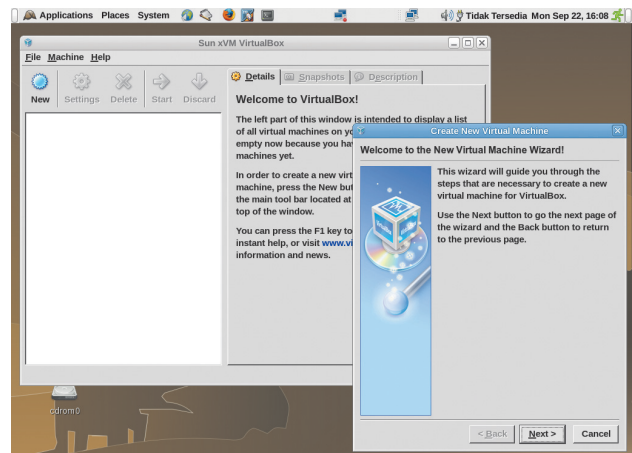 Applications Places System Tidak Tersedia Mon Sep 22, 16:08
Sun xVM VirtualBox
File Machine Help
New Settings Delete Start Discard
Details Snapshots Description
Welcome to VirtualBox!
The left part of this window is intended to display a list
of all virtual machines on yo
empty now because you hav
machines yet.
In order to create a new virt
machine, press the New but
the main tool bar located at
top of the window.
You can press the F1 key to
instant help, or visit www.vi
information and news.
Create New Virtual Machine
Welcome to the New Virtual Machine Wizard!
This wizard will guide you through the
steps that are necessary to create a new
virtual machine for VirtualBox.
Use the Next button to go the next page of
the wizard and the Back button to return
to the previous page.
< Back Next > Cancel
cdrom0